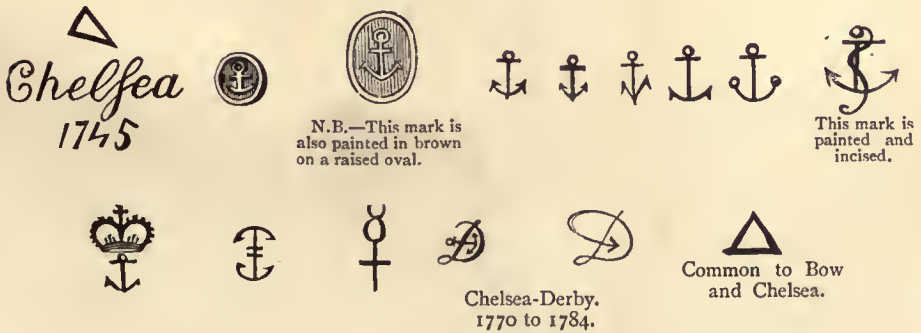 Chelſea
1745
N.B.—This mark is
also painted in brown
on a raised oval.
This mark is
painted and
incised.
Chelsea-Derby.
1770 to 1784.
Common to Bow
and Chelsea.